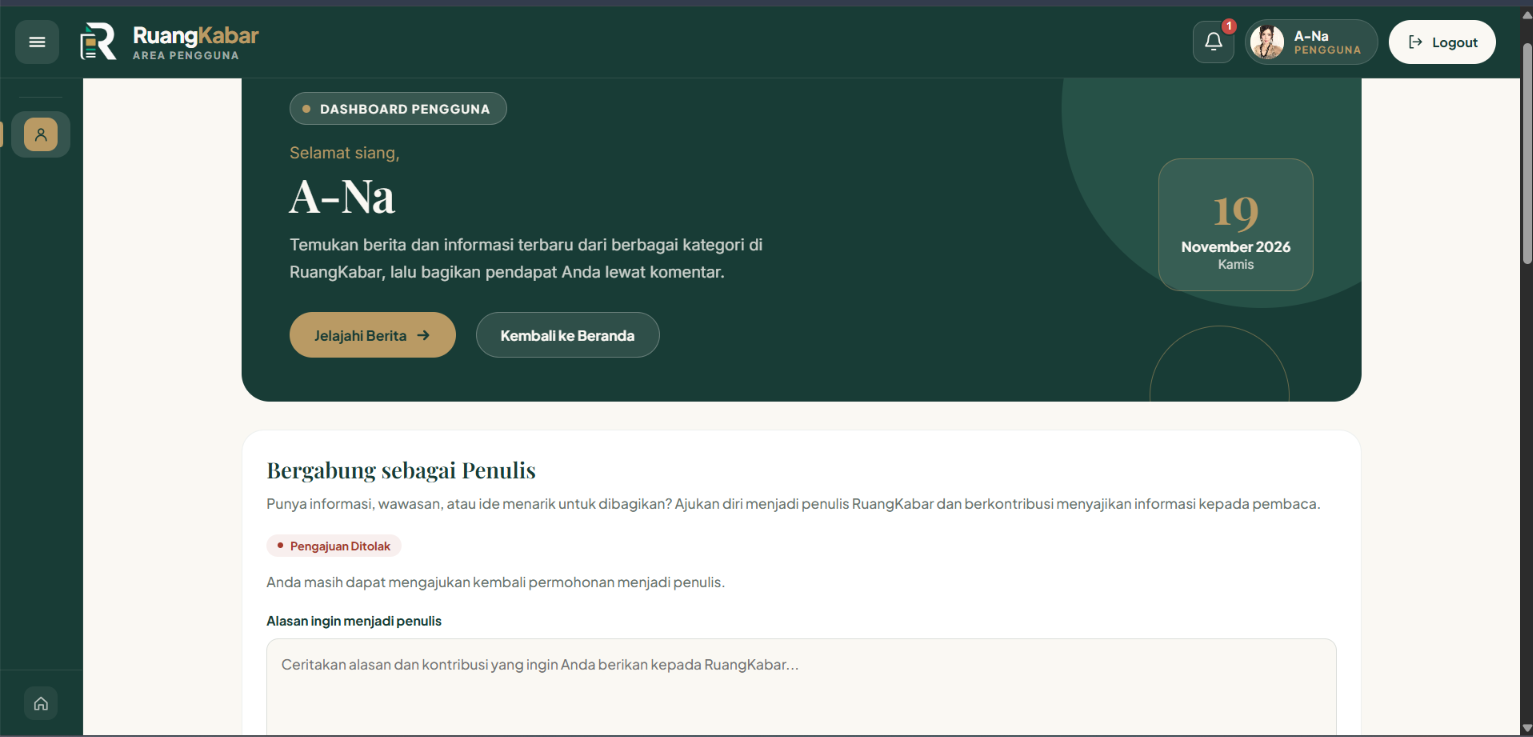 RuangKabar
AREA PENGGUNA
1
A-Na
PENGGUNA
Logout
DASHBOARD PENGGUNA
Selamat siang,
A-Na
Temukan berita dan informasi terbaru dari berbagai kategori di
RuangKabar, lalu bagikan pendapat Anda lewat komentar.
Jelajahi Berita
Kembali ke Beranda
19
November 2026
Kamis
Bergabung sebagai Penulis
Punya informasi, wawasan, atau ide menarik untuk dibagikan? Ajukan diri menjadi penulis RuangKabar dan berkontribusi menyajikan informasi kepada pembaca.
Pengajuan Ditolak
Anda masih dapat mengajukan kembali permohonan menjadi penulis.
Alasan ingin menjadi penulis
Ceritakan alasan dan kontribusi yang ingin Anda berikan kepada RuangKabar...